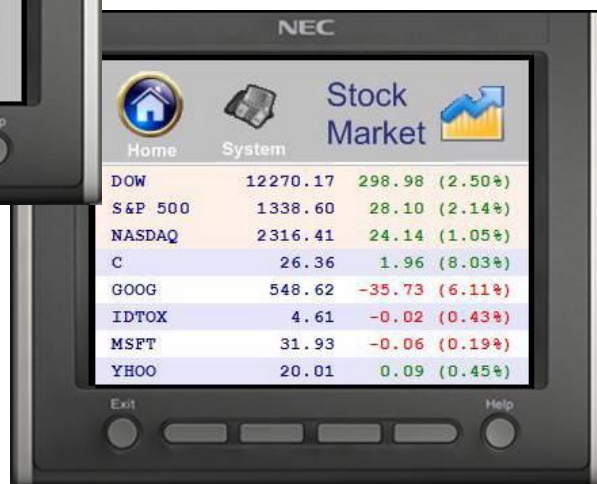 NEC
Stock
Market
Home
System
DOW 12270.17 298.98 (2.50%)
S&P 500 1338.60 28.10 (2.14%)
NASDAQ 2316.41 24.14 (1.05%)
C 26.36 1.96 (8.03%)
GOOG 548.62 -35.73 (6.11%)
IDTOX 4.61 -0.02 (0.43%)
MSFT 31.93 -0.06 (0.19%)
YHOO 20.01 0.09 (0.45%)
Exit Help